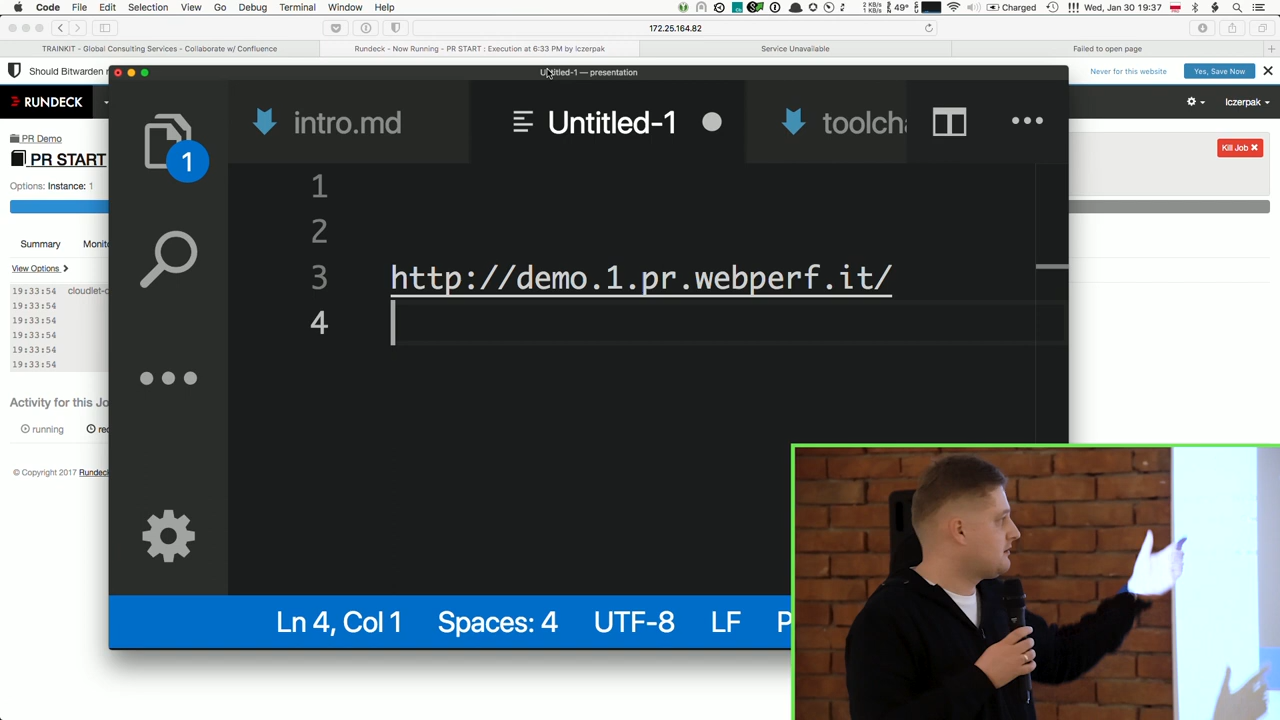 Code File Edit Selection View Go Debug Terminal Window Help
2 KB/s 1 KB/s 49° Charged Wed, Jan 30 19:37
172.25.164.82
TRAINKIT - Global Consulting Services - Collaborate w/ Confluence
Rundeck - Now Running - PR START : Execution at 6:33 PM by lczerpak
Service Unavailable
Failed to open page
Should Bitwarden
Never for this website
Yes, Save Now
Untitled-1 — presentation
RUNDECK
lczerpak
PR Demo
PR START
Kill Job
Options: Instance: 1
Summary
View Options
19:33:54 cloudlet-
19:33:54
19:33:54
19:33:54
19:33:54
19:33:54
Activity for this Jo
running
© Copyright 2017 Rundeck
intro.md
1
Untitled-1
toolcha
1
2
3 http://demo.1.pr.webperf.it/
4
Ln 4, Col 1 Spaces: 4 UTF-8 LF P